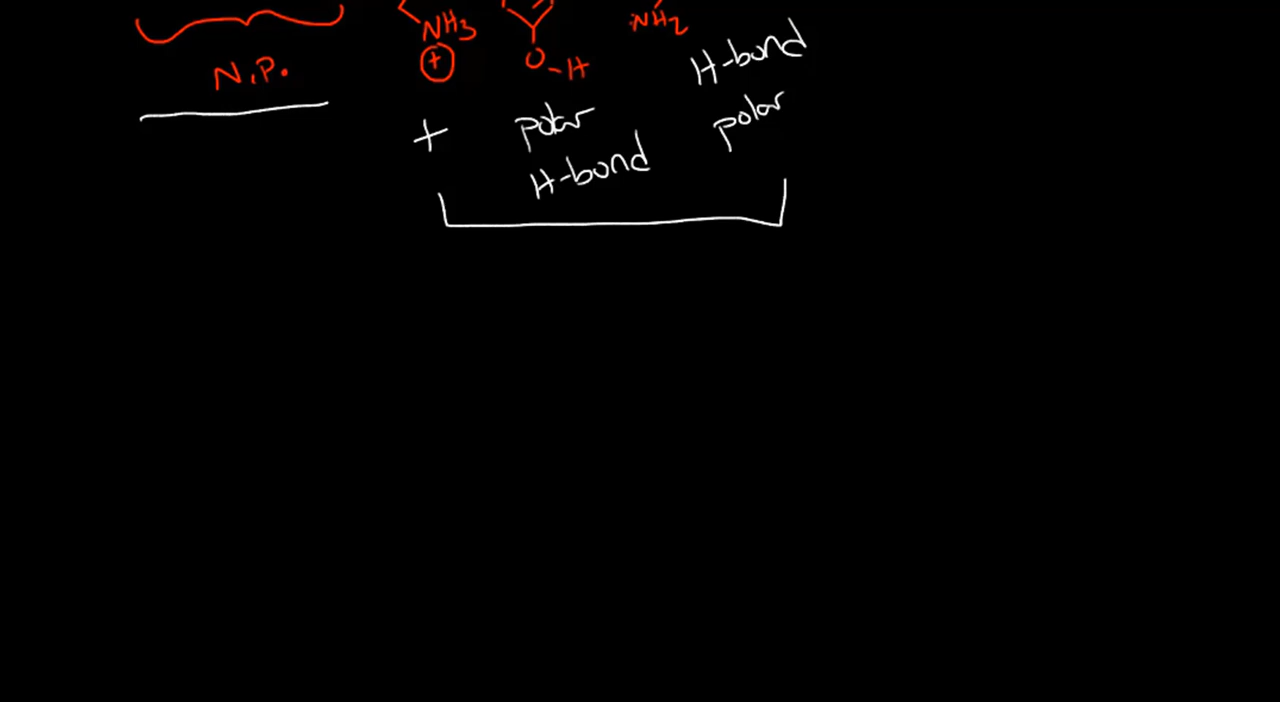 NH3 NH2
+ O-H
N.P.
H-bond
+ polar polar
H-bond